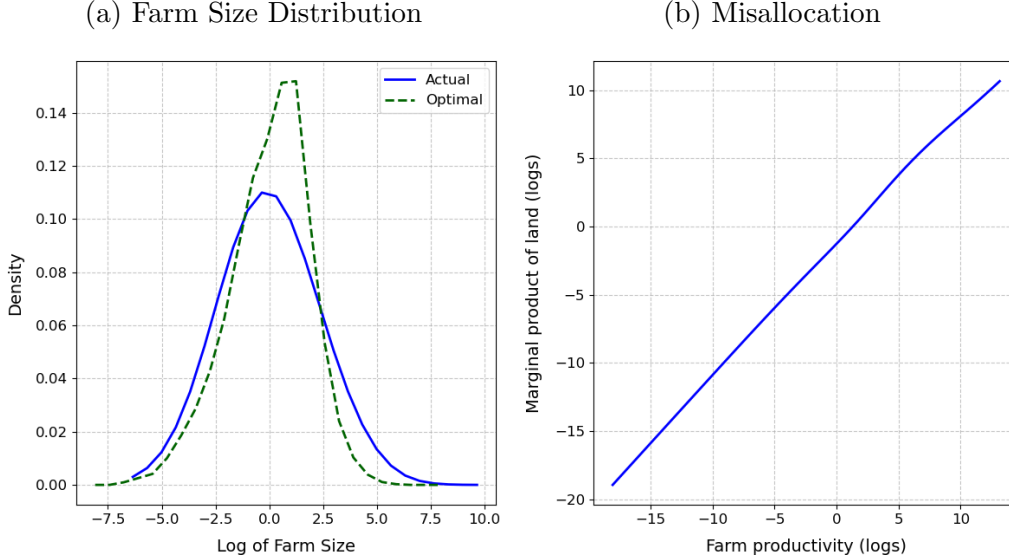 (a) Farm Size Distribution
(b) Misallocation
Actual
Optimal
0.14
0.12
0.10
0.08
0.06
0.04
0.02
0.00
Density
−7.5 −5.0 −2.5 0.0 2.5 5.0 7.5 10.0
Log of Farm Size
10
5
0
−5
−10
−15
−20
Marginal product of land (logs)
−15 −10 −5 0 5 10
Farm productivity (logs)